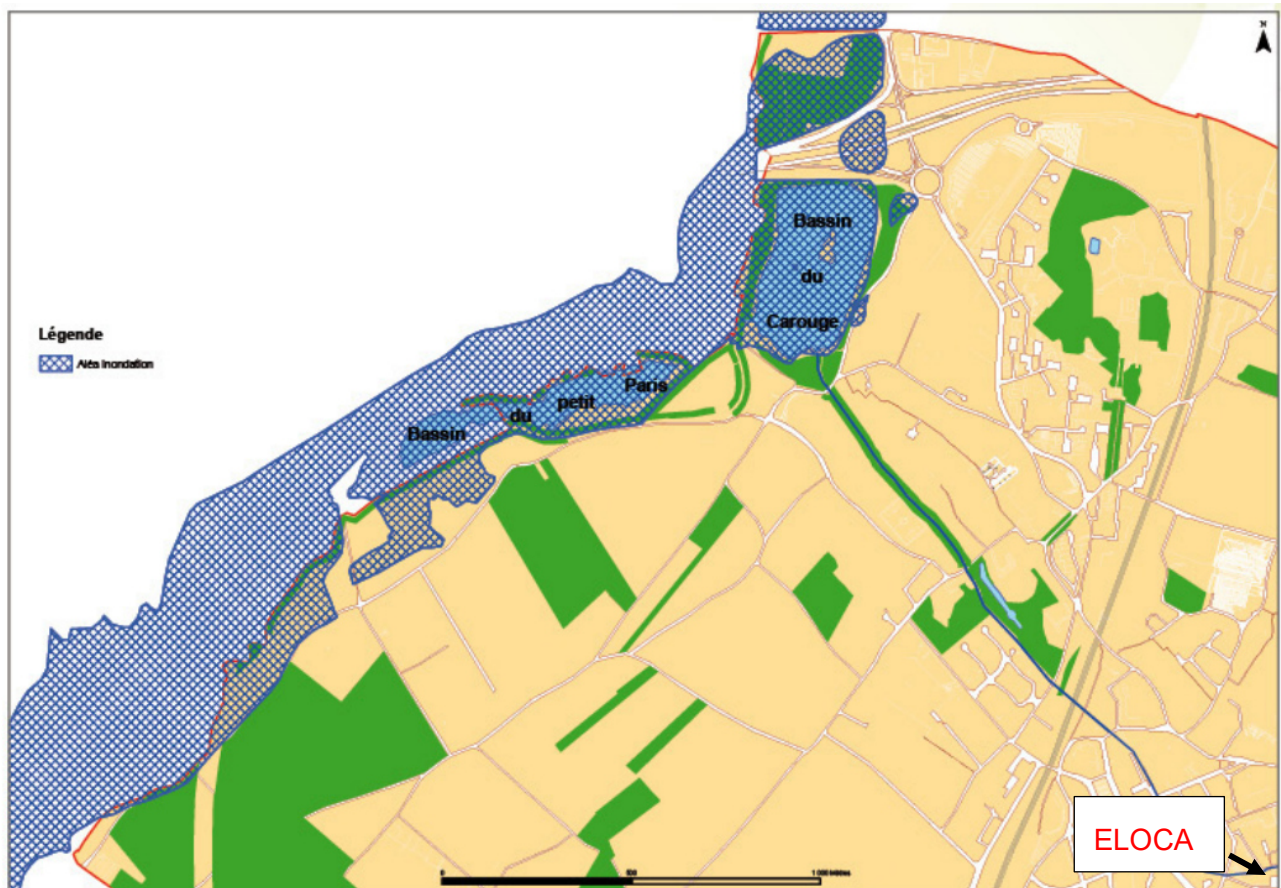 N
Bassin
du
Carouge
Légende
Aléa Inondation
Paris
petit
du
Bassin
ELOCA
0
500
1 000 Mètres